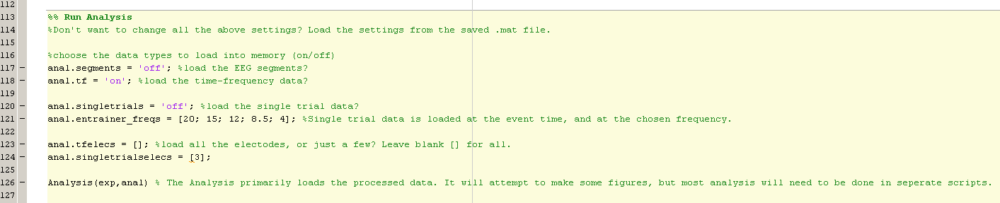 112
113 %% Run Analysis
114 %Don't want to change all the above settings? Load the settings from the saved .mat file.
115
116 %choose the data types to load into memory (on/off)
117 - anal.segments = 'off'; %load the EEG segments?
118 - anal.tf = 'on'; %load the time-frequency data?
119
120 - anal.singletrials = 'off'; %load the single trial data?
121 - anal.entrainer_freqs = [20; 15; 12; 8.5; 4]; %Single trial data is loaded at the event time, and at the chosen frequency.
122
123 - anal.tfelecs = []; %load all the electodes, or just a few? Leave blank [] for all.
124 - anal.singletrialselecs = [3];
125
126 - Analysis(exp,anal) % The Analysis primarily loads the processed data. It will attempt to make some figures, but most analysis will need to be done in seperate scripts.
127